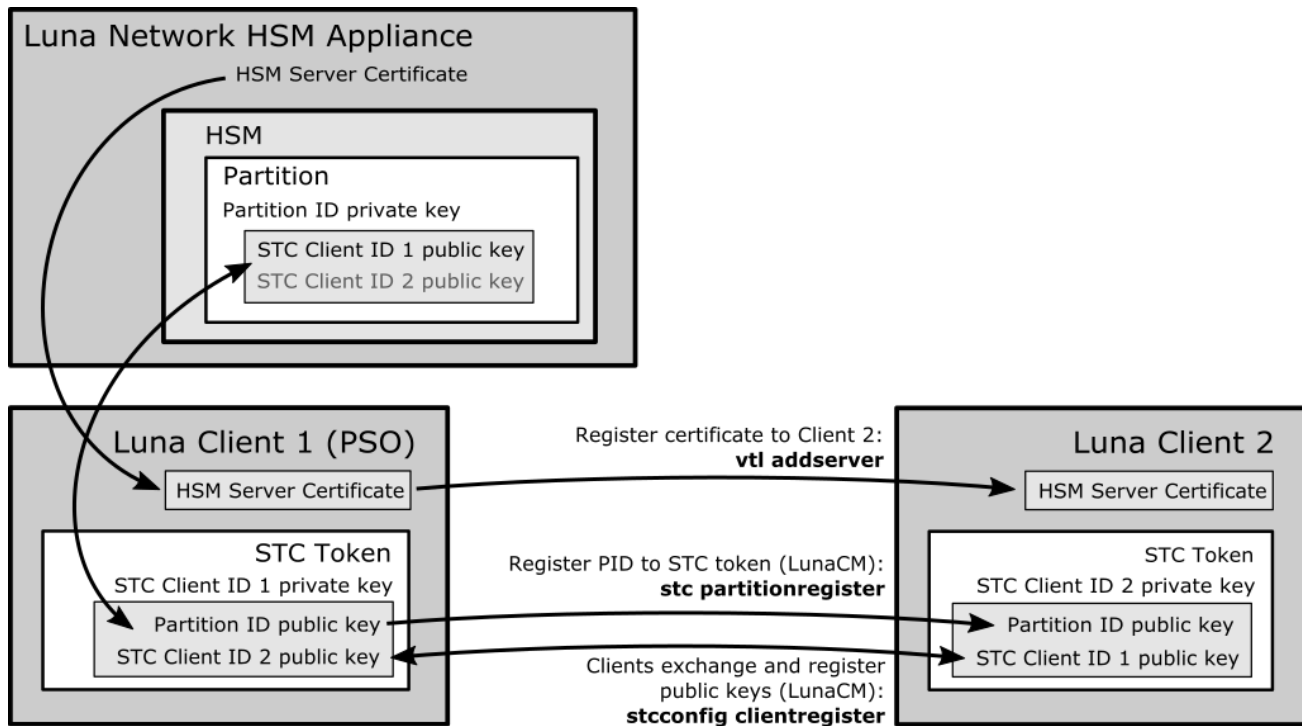 Luna Network HSM Appliance
HSM Server Certificate
HSM
Partition
Partition ID private key
STC Client ID 1 public key
STC Client ID 2 public key
Luna Client 1 (PSO)
HSM Server Certificate
STC Token
STC Client ID 1 private key
Partition ID public key
STC Client ID 2 public key
Register certificate to Client 2:
vtl addserver
Register PID to STC token (LunaCM):
stc partitionregister
Clients exchange and register
public keys (LunaCM):
stcconfig clientregister
Luna Client 2
HSM Server Certificate
STC Token
STC Client ID 2 private key
Partition ID public key
STC Client ID 1 public key